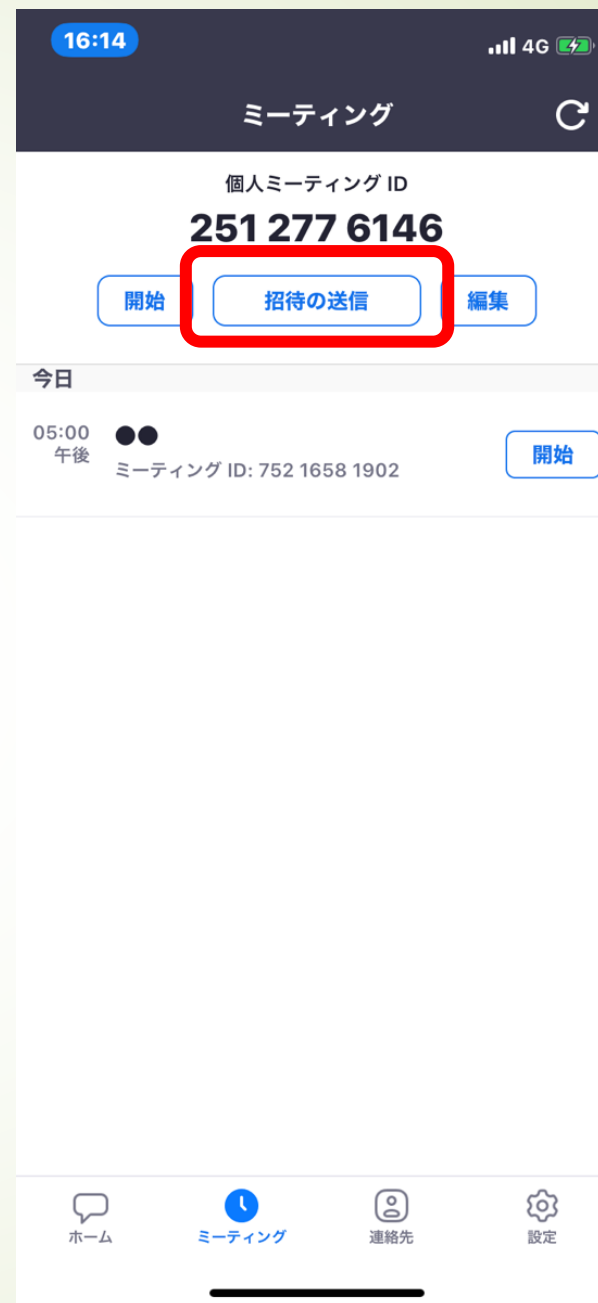 16:14 4G
ミーティング
個人ミーティング ID
251 277 6146
開始 招待の送信 編集
今日
05:00 ●●
午後 ミーティング ID: 752 1658 1902 開始
ホーム ミーティング 連絡先 設定